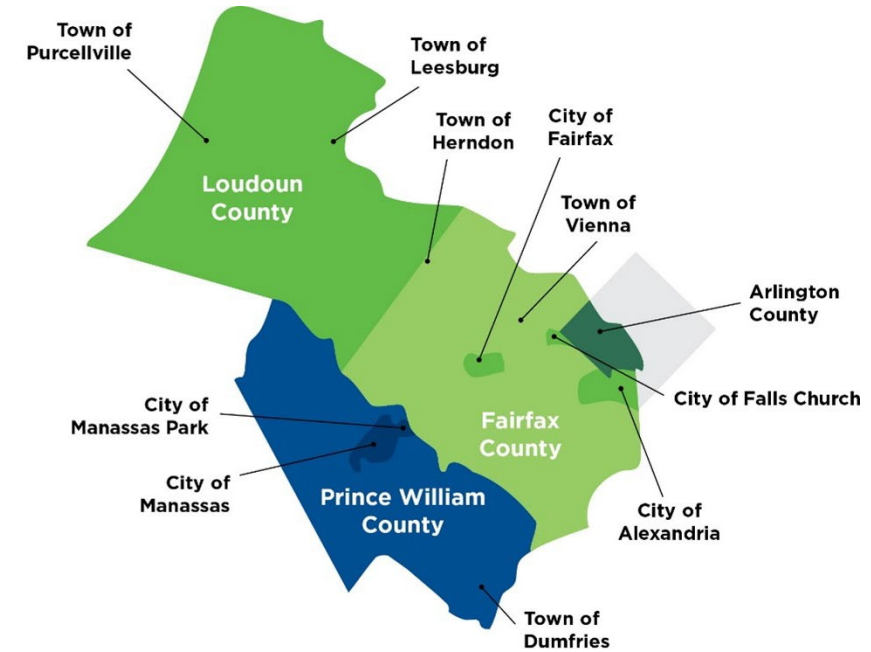 Town of
Purcellville
Town of
Leesburg
Town of
Herndon
City of
Fairfax
Town of
Vienna
Loudoun
County
Arlington
County
City of Falls Church
City of
Manassas Park
Fairfax
County
City of
Manassas
Prince William
County
City of
Alexandria
Town of
Dumfries